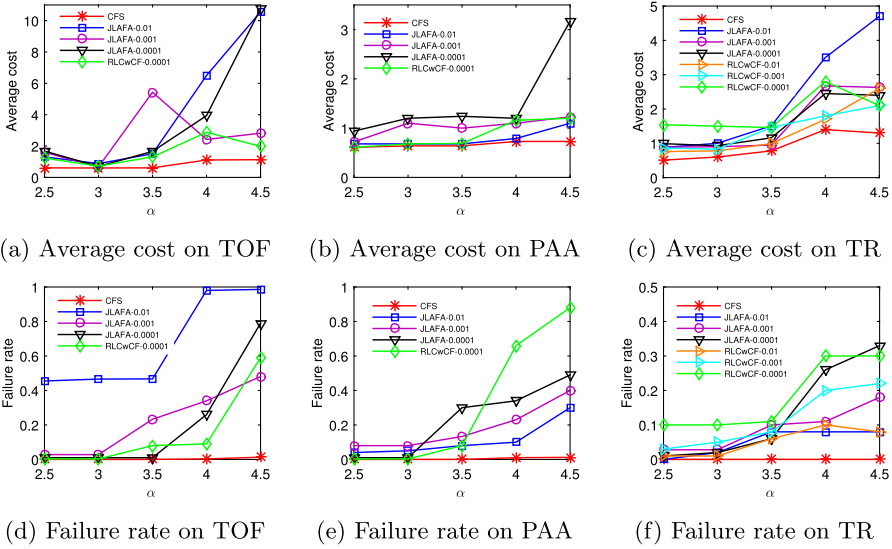 10
8
6
4
2
0
Average cost
CFS
JLAFA-0.01
JLAFA-0.001
JLAFA-0.0001
RLCwCF-0.0001
2.5 3 3.5 4 4.5
α
(a) Average cost on TOF
3
2
1
0
Average cost
CFS
JLAFA-0.01
JLAFA-0.001
JLAFA-0.0001
RLCwCF-0.0001
2.5 3 3.5 4 4.5
α
(b) Average cost on PAA
5
4
3
2
1
0
Average cost
CFS
JLAFA-0.01
JLAFA-0.001
JLAFA-0.0001
RLCwCF-0.01
RLCwCF-0.001
RLCwCF-0.0001
2.5 3 3.5 4 4.5
α
(c) Average cost on TR
1
0.8
0.6
0.4
0.2
0
Failure rate
CFS
JLAFA-0.01
JLAFA-0.001
JLAFA-0.0001
RLCwCF-0.0001
2.5 3 3.5 4 4.5
α
(d) Failure rate on TOF
1
0.8
0.6
0.4
0.2
0
Failure rate
CFS
JLAFA-0.01
JLAFA-0.001
JLAFA-0.0001
RLCwCF-0.0001
2.5 3 3.5 4 4.5
α
(e) Failure rate on PAA
0.5
0.4
0.3
0.2
0.1
0
Failure rate
CFS
JLAFA-0.01
JLAFA-0.001
JLAFA-0.0001
RLCwCF-0.01
RLCwCF-0.001
RLCwCF-0.0001
2.5 3 3.5 4 4.5
α
(f) Failure rate on TR